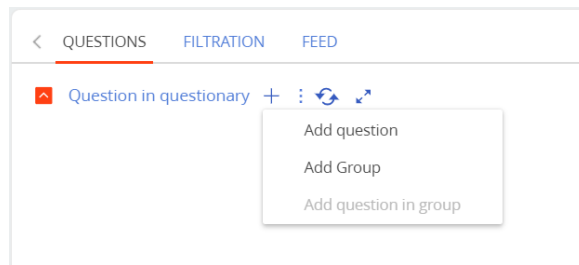 QUESTIONS FILTRATION FEED
Question in questionary
Add question
Add Group
Add question in group